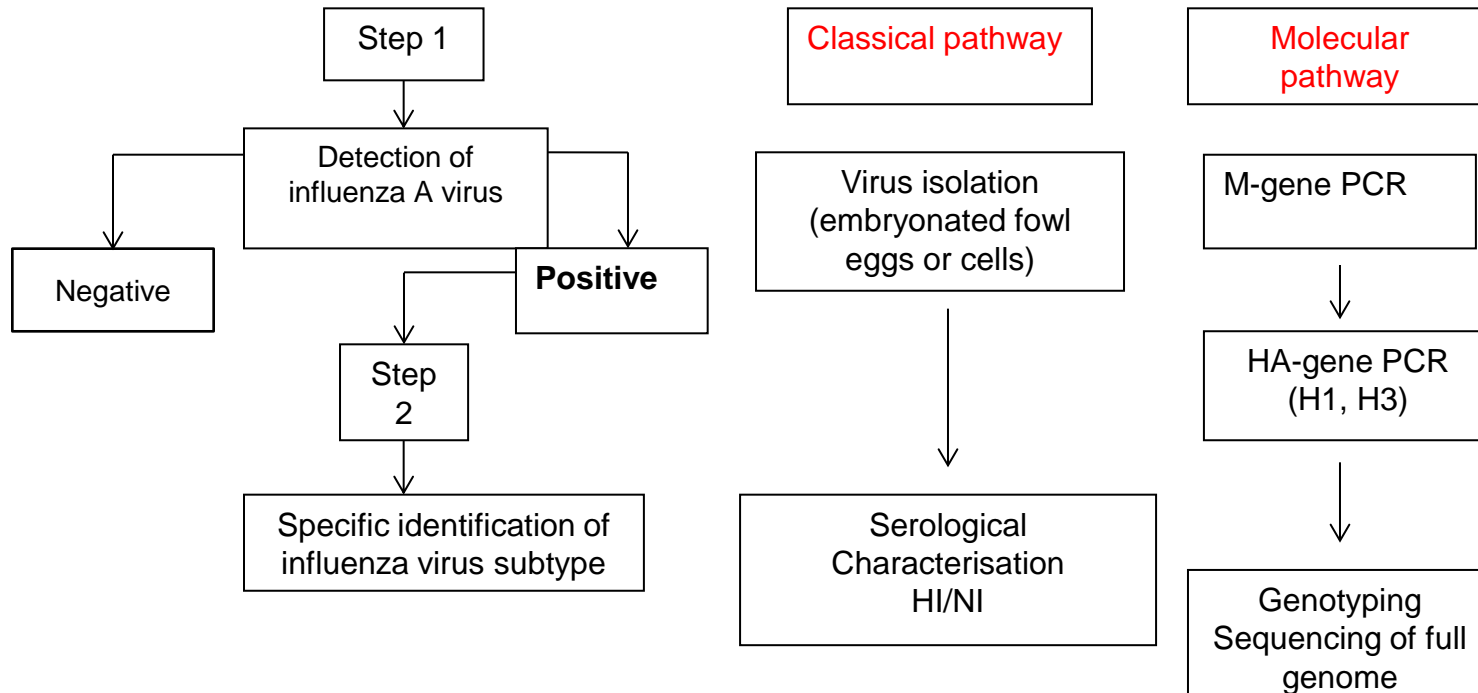 Step 1
Detection of
influenza A virus
Negative
Positive
Step
2
Specific identification of
influenza virus subtype
Classical pathway
Virus isolation
(embryonated fowl
eggs or cells)
Serological
Characterisation
HI/NI
Molecular
pathway
M-gene PCR
HA-gene PCR
(H1, H3)
Genotyping
Sequencing of full
genome